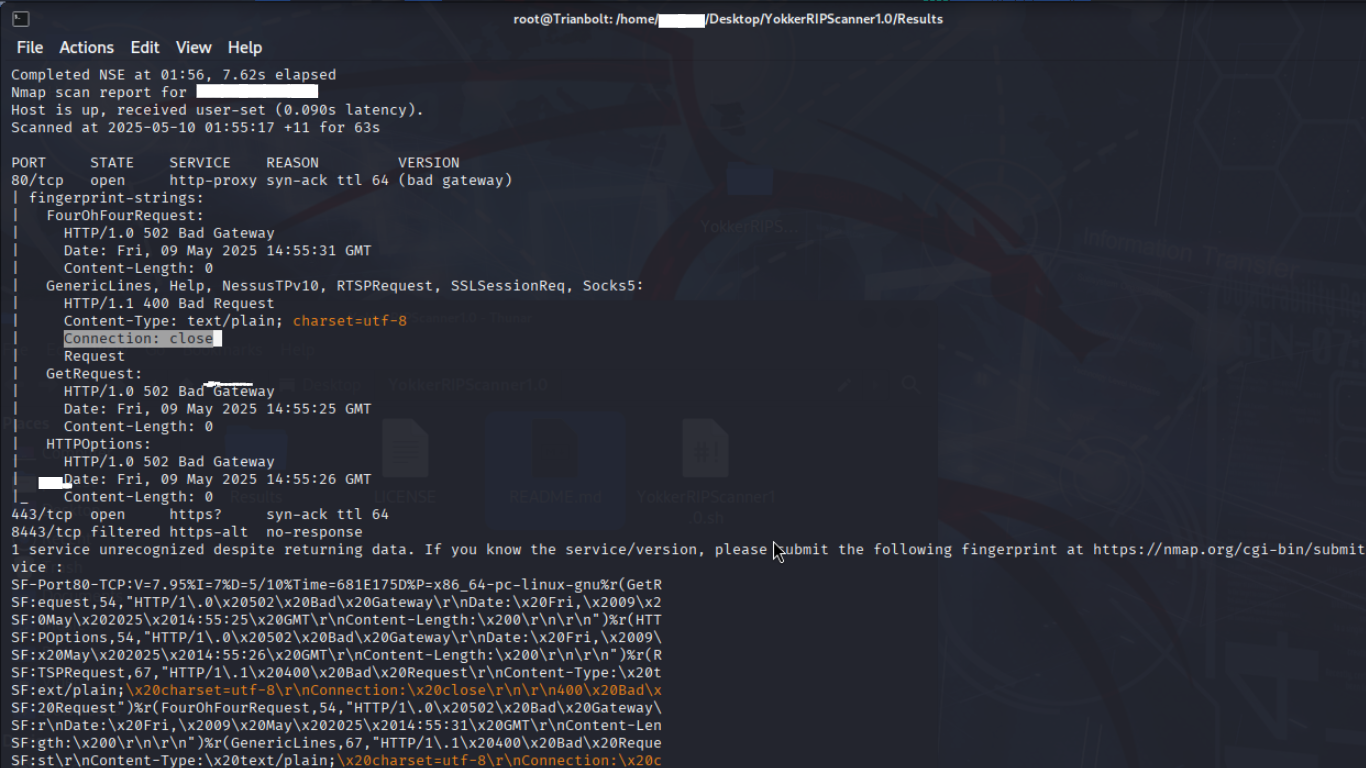 root@Trianbolt: /home/ /Desktop/YokkerRIPScanner1.0/Results
File Actions Edit View Help
Completed NSE at 01:56, 7.62s elapsed
Nmap scan report for
Host is up, received user-set (0.090s latency).
Scanned at 2025-05-10 01:55:17 +11 for 63s
PORT     STATE    SERVICE    REASON         VERSION
80/tcp   open     http-proxy syn-ack ttl 64 (bad gateway)
| fingerprint-strings:
|   FourOhFourRequest:
|     HTTP/1.0 502 Bad Gateway
|     Date: Fri, 09 May 2025 14:55:31 GMT
|     Content-Length: 0
|   GenericLines, Help, NessusTPv10, RTSPRequest, SSLSessionReq, Socks5:
|     HTTP/1.1 400 Bad Request
|     Content-Type: text/plain; charset=utf-8
|     Connection: close
|     Request
|   GetRequest:
|     HTTP/1.0 502 Bad Gateway
|     Date: Fri, 09 May 2025 14:55:25 GMT
|     Content-Length: 0
|   HTTPOptions:
|     HTTP/1.0 502 Bad Gateway
|     Date: Fri, 09 May 2025 14:55:26 GMT
|_    Content-Length: 0
443/tcp  open     https?     syn-ack ttl 64
8443/tcp filtered https-alt  no-response
1 service unrecognized despite returning data. If you know the service/version, please submit the following fingerprint at https://nmap.org/cgi-bin/submit
vice :
SF-Port80-TCP:V=7.95%I=7%D=5/10%Time=681E175D%P=x86_64-pc-linux-gnu%r(GetR
SF:equest,54,"HTTP/1\.0\x20502\x20Bad\x20Gateway\r\nDate:\x20Fri,\x2009\x2
SF:0May\x202025\x2014:55:25\x20GMT\r\nContent-Length:\x200\r\n\r\n")%r(HTT
SF:POptions,54,"HTTP/1\.0\x20502\x20Bad\x20Gateway\r\nDate:\x20Fri,\x2009\
SF:x20May\x202025\x2014:55:26\x20GMT\r\nContent-Length:\x200\r\n\r\n")%r(R
SF:TSPRequest,67,"HTTP/1\.1\x20400\x20Bad\x20Request\r\nContent-Type:\x20t
SF:ext/plain;\x20charset=utf-8\r\nConnection:\x20close\r\n\r\n400\x20Bad\x
SF:20Request")%r(FourOhFourRequest,54,"HTTP/1\.0\x20502\x20Bad\x20Gateway\
SF:r\nDate:\x20Fri,\x2009\x20May\x202025\x2014:55:31\x20GMT\r\nContent-Len
SF:gth:\x200\r\n\r\n")%r(GenericLines,67,"HTTP/1\.1\x20400\x20Bad\x20Reque
SF:st\r\nContent-Type:\x20text/plain;\x20charset=utf-8\r\nConnection:\x20c
YokkerRIPS...
Information Transfer
YokkerRIPScanner1.0
Desktop
Help
Results
LICENSE
README.md
YokkerRIPScanner1
.0.sh